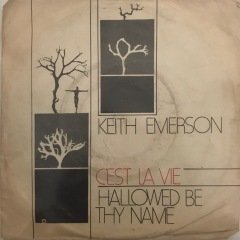 KEITH EMERSON
C'EST LA VIE
HALLOWED BE
THY NAME